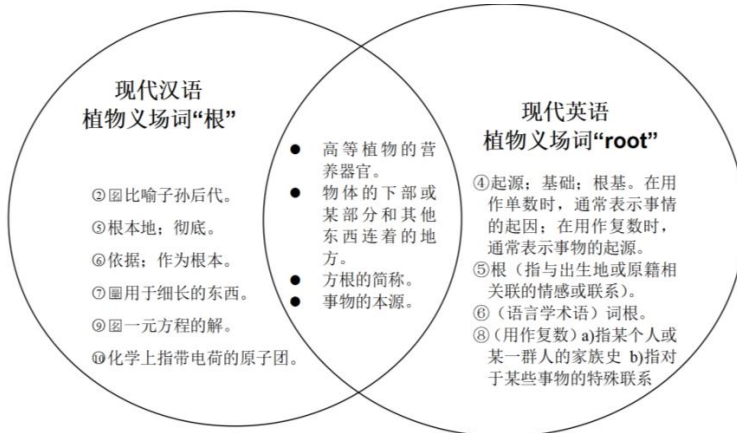 现代汉语
植物义场词“根”
②图比喻子孙后代。
⑤根本地；彻底。
⑥依据；作为根本。
⑦量用于细长的东西。
⑨图一元方程的解。
⑩化学上指带电荷的原子团。
● 高等植物的营
养器官。
● 物体的下部或
某部分和其他
东西连着的地
方。
● 方根的简称。
● 事物的本源。
现代英语
植物义场词“root”
④起源；基础；根基。在用
作单数时，通常表示事情
的起因；在用作复数时，
通常表示事物的起源。
⑤根（指与出生地或原籍相
关联的情感或联系）。
⑥（语言学术语）词根。
⑧（用作复数）a)指某个人或
某一群人的家族史 b)指对
于某些事物的特殊联系